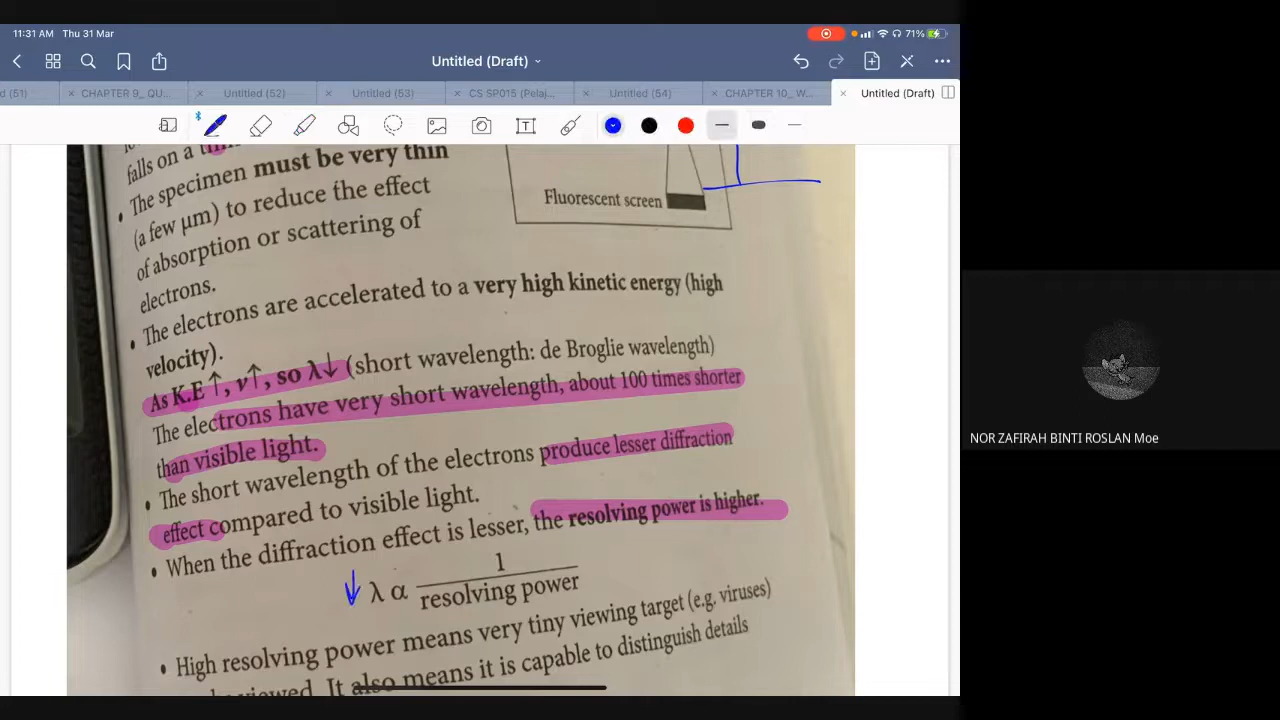 11:31 AM Thu 31 Mar
71%
Untitled (Draft)
d (51)
CHAPTER 9_ QU...
Untitled (52)
Untitled (53)
CS SP015 (Pelaj...
Untitled (54)
CHAPTER 10_ W...
Untitled (Draft)
falls on a
• The specimen must be very thin
(a few μm) to reduce the effect
of absorption or scattering of
electrons.
Fluorescent screen
• The electrons are accelerated to a very high kinetic energy (high
velocity).
As K.E↑, v↑, so λ↓ (short wavelength: de Broglie wavelength)
The electrons have very short wavelength, about 100 times shorter
than visible light.
• The short wavelength of the electrons produce lesser diffraction
effect compared to visible light.
• When the diffraction effect is lesser, the resolving power is higher.
↓ λ α 1
resolving power
• High resolving power means very tiny viewing target (e.g. viruses)
viewed. It also means it is capable to distinguish details
NOR ZAFIRAH BINTI ROSLAN Moe